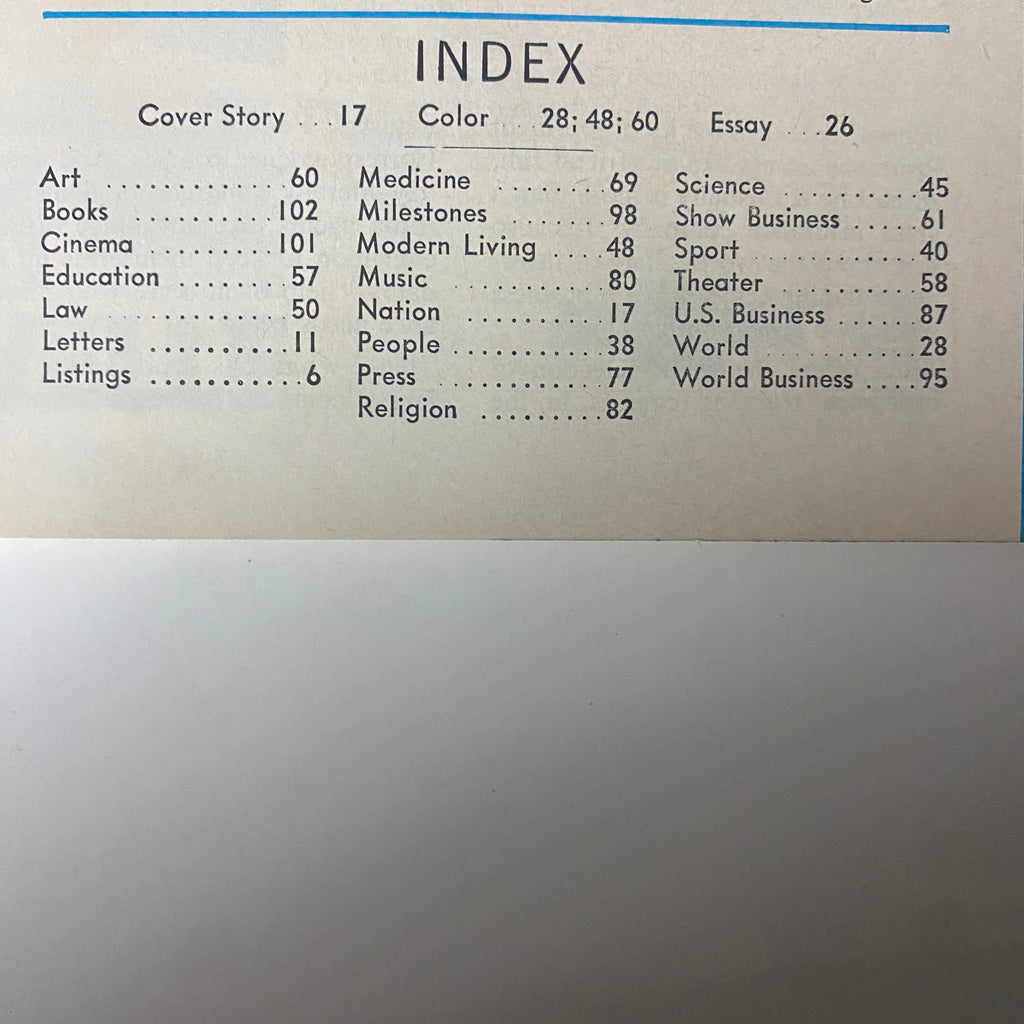 INDEX
Cover Story ...17 Color ...28; 48; 60 Essay ...26
Art .............60
Books ...........102
Cinema ..........101
Education ........57
Law .............50
Letters ..........11
Listings ...........6
Medicine ........69
Milestones .......98
Modern Living ....48
Music ...........80
Nation ..........17
People ...........38
Press ............77
Religion .........82
Science ..........45
Show Business .....61
Sport ............40
Theater ..........58
U.S. Business ......87
World ...........28
World Business ....95